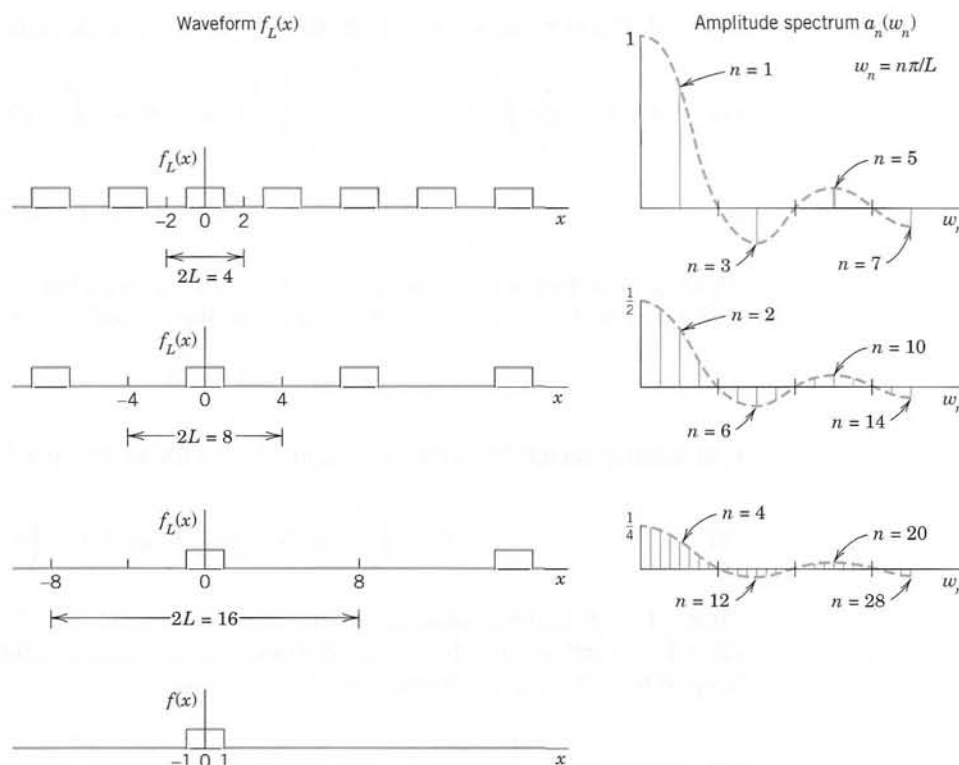 Waveform f_L(x)
Amplitude spectrum a_n(w_n)
1
n = 1
w_n = nπ/L
f_L(x)
n = 5
−2 0 2 x
w_n
n = 3
n = 7
2L = 4
1/2
n = 2
f_L(x)
n = 10
−4 0 4 x
w_n
n = 6
n = 14
2L = 8
f_L(x)
1/4
n = 4
n = 20
−8 0 8 x
w_n
n = 12
n = 28
2L = 16
f(x)
−1 0 1 x